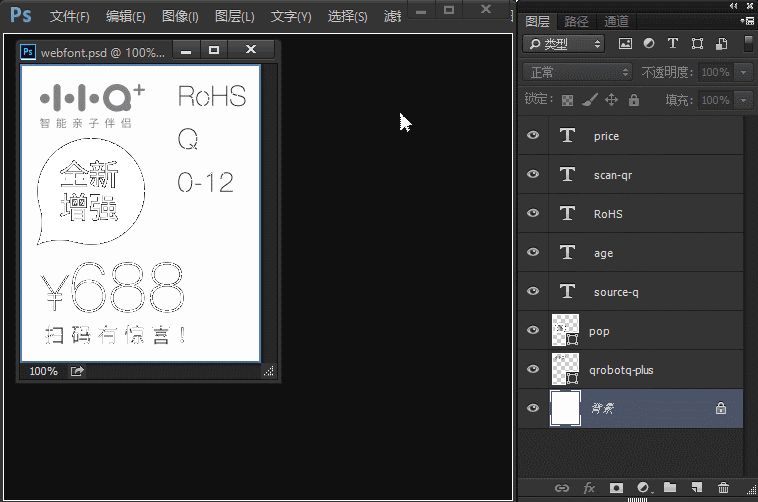 Ps 文件(F) 编辑(E) 图像(I) 图层(L) 文字(Y) 选择(S) 滤
Ps webfont.psd @ 100%...
Q+
智能亲子伴侣
RoHS
Q
0-12
全新
增强
¥688
扫码有惊喜!
100%
图层 路径 通道
类型 T
正常 不透明度: 100%
锁定: 填充: 100%
T price
T scan-qr
T RoHS
T age
T source-q
pop
qrobotq-plus
背景
fx